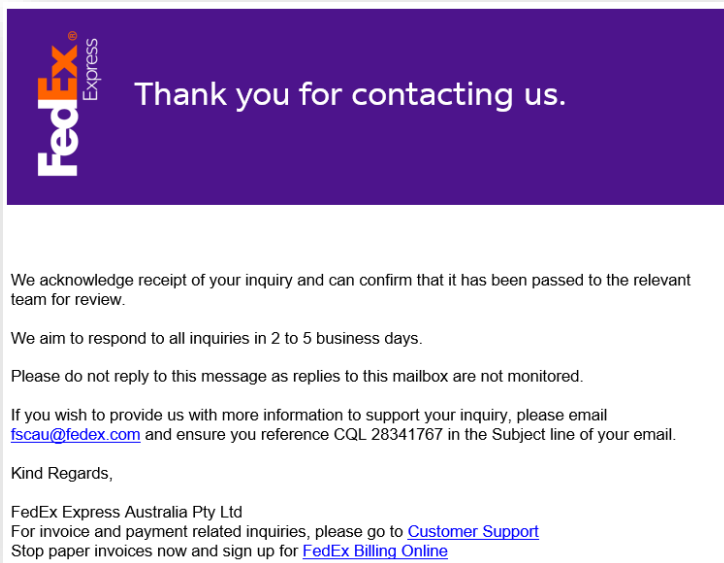 FedEx®
Express
Thank you for contacting us.
We acknowledge receipt of your inquiry and can confirm that it has been passed to the relevant
team for review.
We aim to respond to all inquiries in 2 to 5 business days.
Please do not reply to this message as replies to this mailbox are not monitored.
If you wish to provide us with more information to support your inquiry, please email
fscau@fedex.com and ensure you reference CQL 28341767 in the Subject line of your email.
Kind Regards,
FedEx Express Australia Pty Ltd
For invoice and payment related inquiries, please go to Customer Support
Stop paper invoices now and sign up for FedEx Billing Online